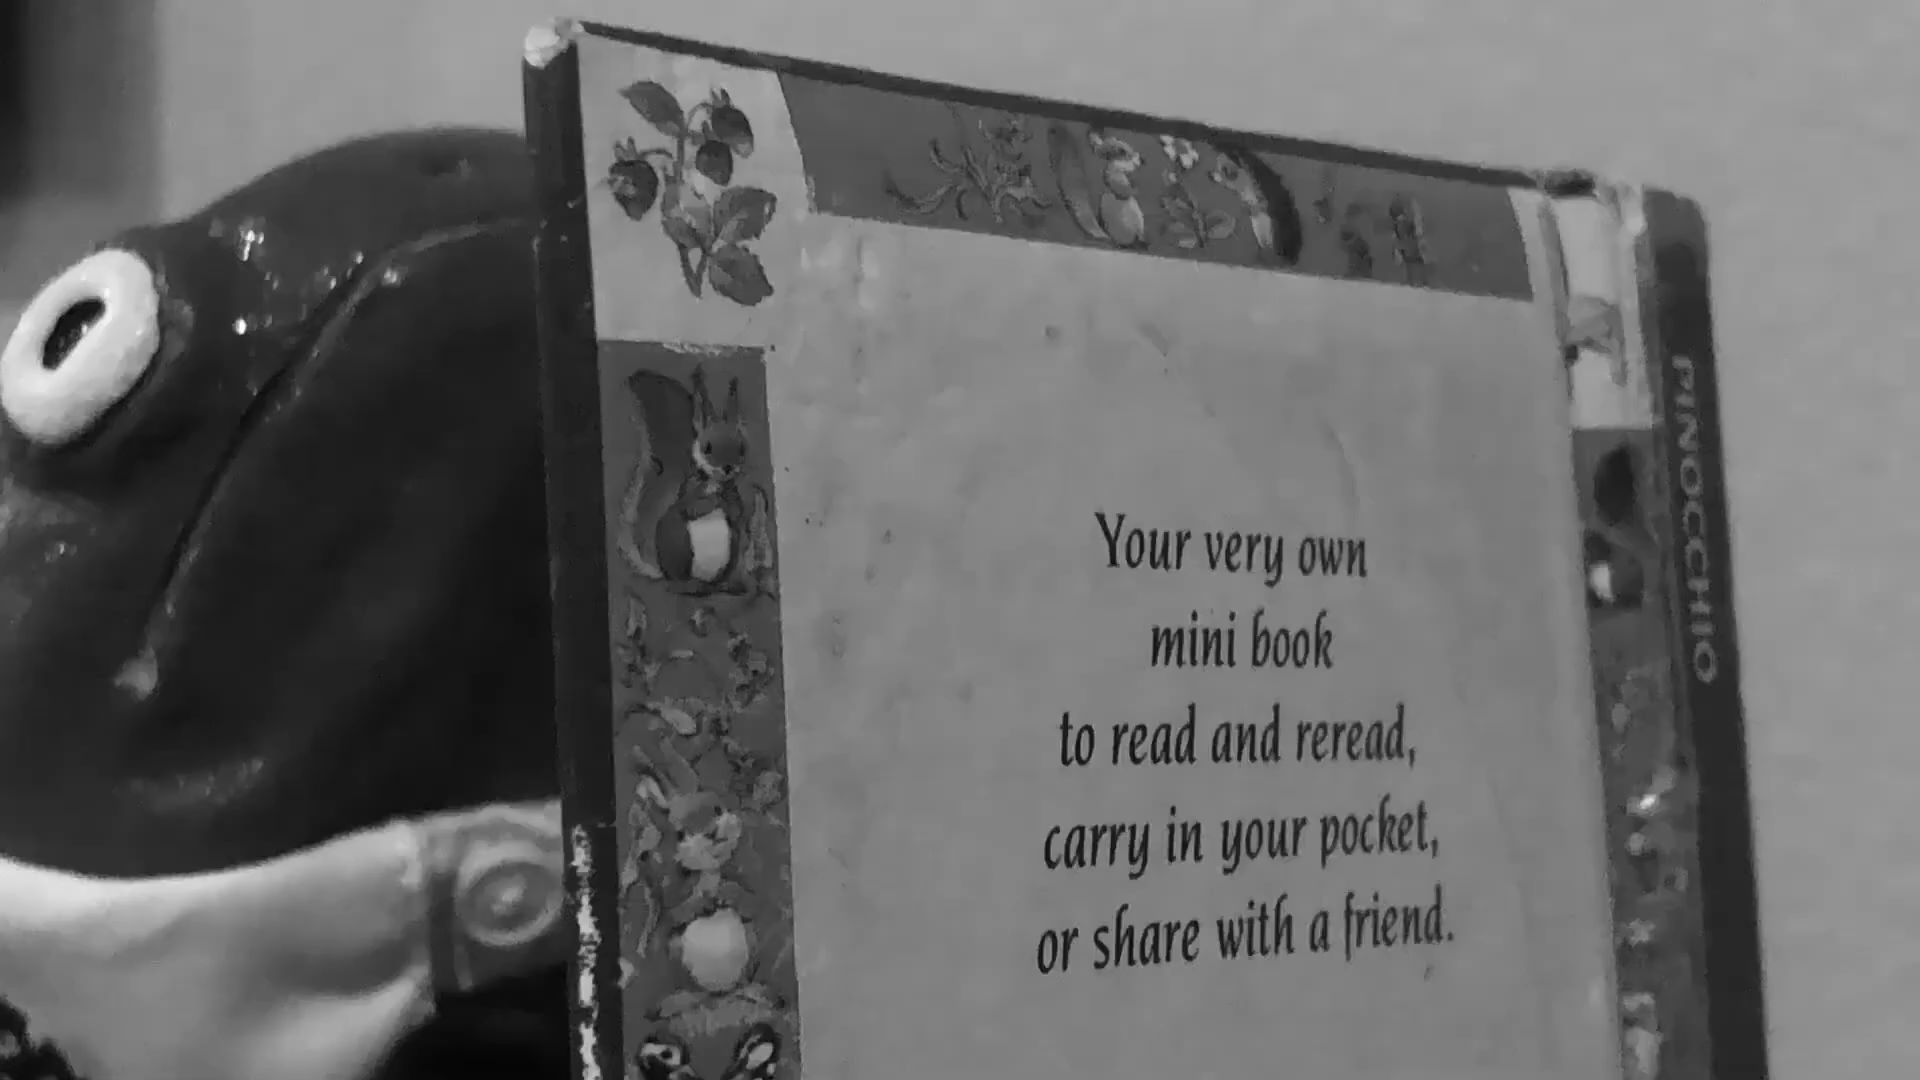 Your very own
mini book
to read and reread,
carry in your pocket,
or share with a friend.
PINOCCHIO